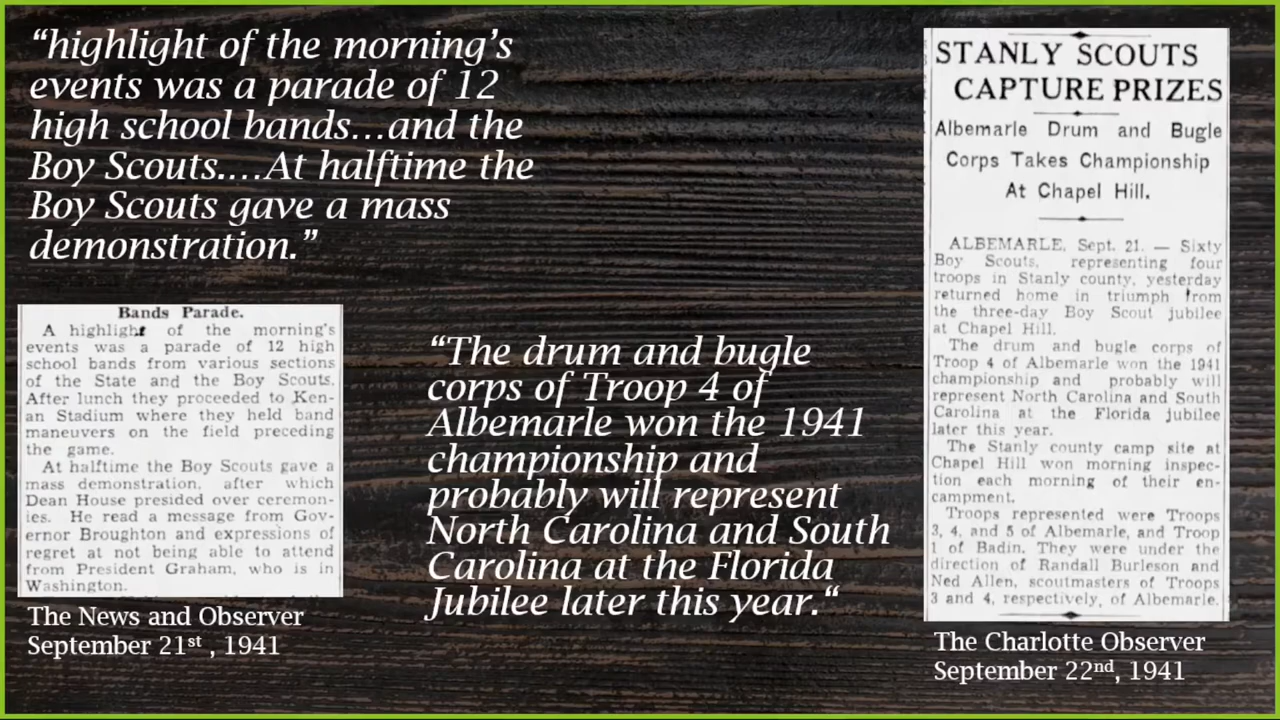 “highlight of the morning’s
events was a parade of 12
high school bands…and the
Boy Scouts.…At halftime the
Boy Scouts gave a mass
demonstration.”
Bands Parade.
A highlight of the morning's
events was a parade of 12 high
school bands from various sections
of the State and the Boy Scouts.
After lunch they proceeded to Ken-
an Stadium where they held band
maneuvers on the field preceding
the game.
At halftime the Boy Scouts gave a
mass demonstration, after which
Dean House presided over ceremon-
ies. He read a message from Gov-
ernor Broughton and expressions of
regret at not being able to attend
from President Graham, who is in
Washington.
The News and Observer
September 21st , 1941
“The drum and bugle
corps of Troop 4 of
Albemarle won the 1941
championship and
probably will represent
North Carolina and South
Carolina at the Florida
Jubilee later this year.“
STANLY SCOUTS
CAPTURE PRIZES
Albemarle Drum and Bugle
Corps Takes Championship
At Chapel Hill.
ALBEMARLE, Sept. 21. — Sixty
Boy Scouts, representing four
troops in Stanly county, yesterday
returned home in triumph from
the three-day Boy Scout jubilee
at Chapel Hill.
The drum and bugle corps of
Troop 4 of Albemarle won the 1941
championship and probably will
represent North Carolina and South
Carolina at the Florida jubilee
later this year.
The Stanly county camp site at
Chapel Hill won morning inspec-
tion each morning of their en-
campment.
Troops represented were Troops
3, 4, and 5 of Albemarle, and Troop
1 of Badin. They were under the
direction of Randall Burleson and
Ned Allen, scoutmasters of Troops
3 and 4, respectively, of Albemarle.
The Charlotte Observer
September 22nd, 1941